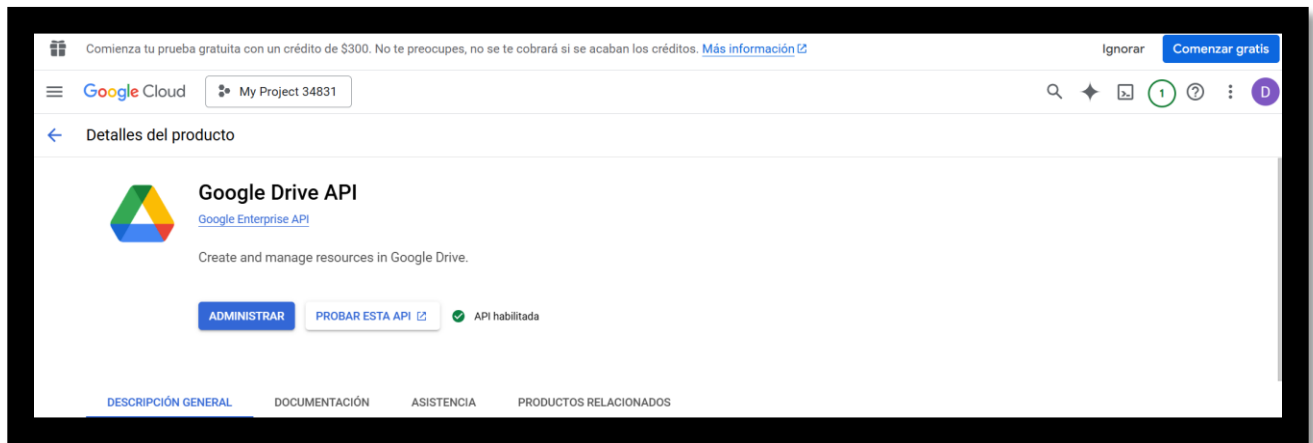 Comienza tu prueba gratuita con un crédito de $300. No te preocupes, no se te cobrará si se acaban los créditos. Más información
Ignorar
Comenzar gratis
Google Cloud
My Project 34831
1
D
Detalles del producto
Google Drive API
Google Enterprise API
Create and manage resources in Google Drive.
ADMINISTRAR
PROBAR ESTA API
API habilitada
DESCRIPCIÓN GENERAL
DOCUMENTACIÓN
ASISTENCIA
PRODUCTOS RELACIONADOS